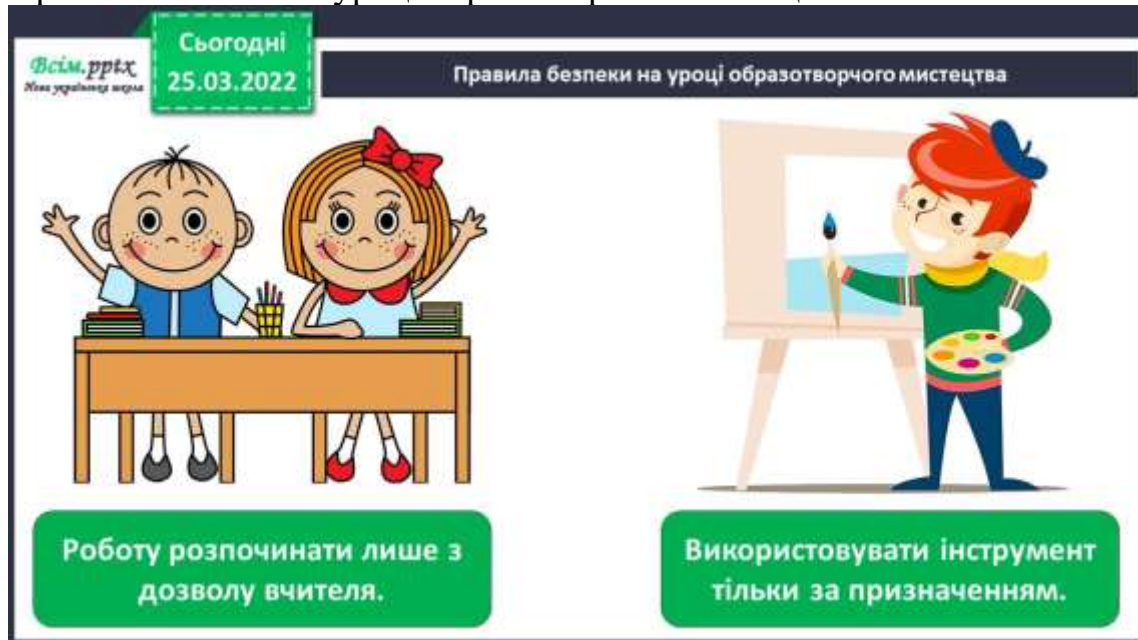 Сьогодні
25.03.2022
Всім.pptx
Нова українська школа
Правила безпеки на уроці образотворчого мистецтва
Роботу розпочинати лише з
дозволу вчителя.
Використовувати інструмент
тільки за призначенням.